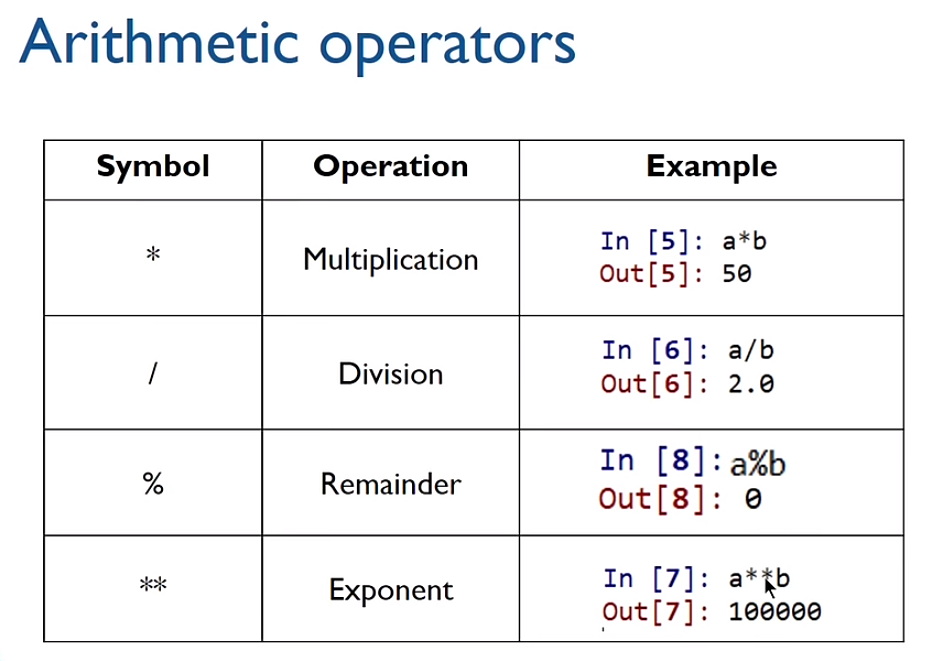 Arithmetic operators
Symbol Operation Example
* Multiplication In [5]: a*b
Out[5]: 50
/ Division In [6]: a/b
Out[6]: 2.0
% Remainder In [8]: a%b
Out[8]: 0
** Exponent In [7]: a**b
Out[7]: 100000